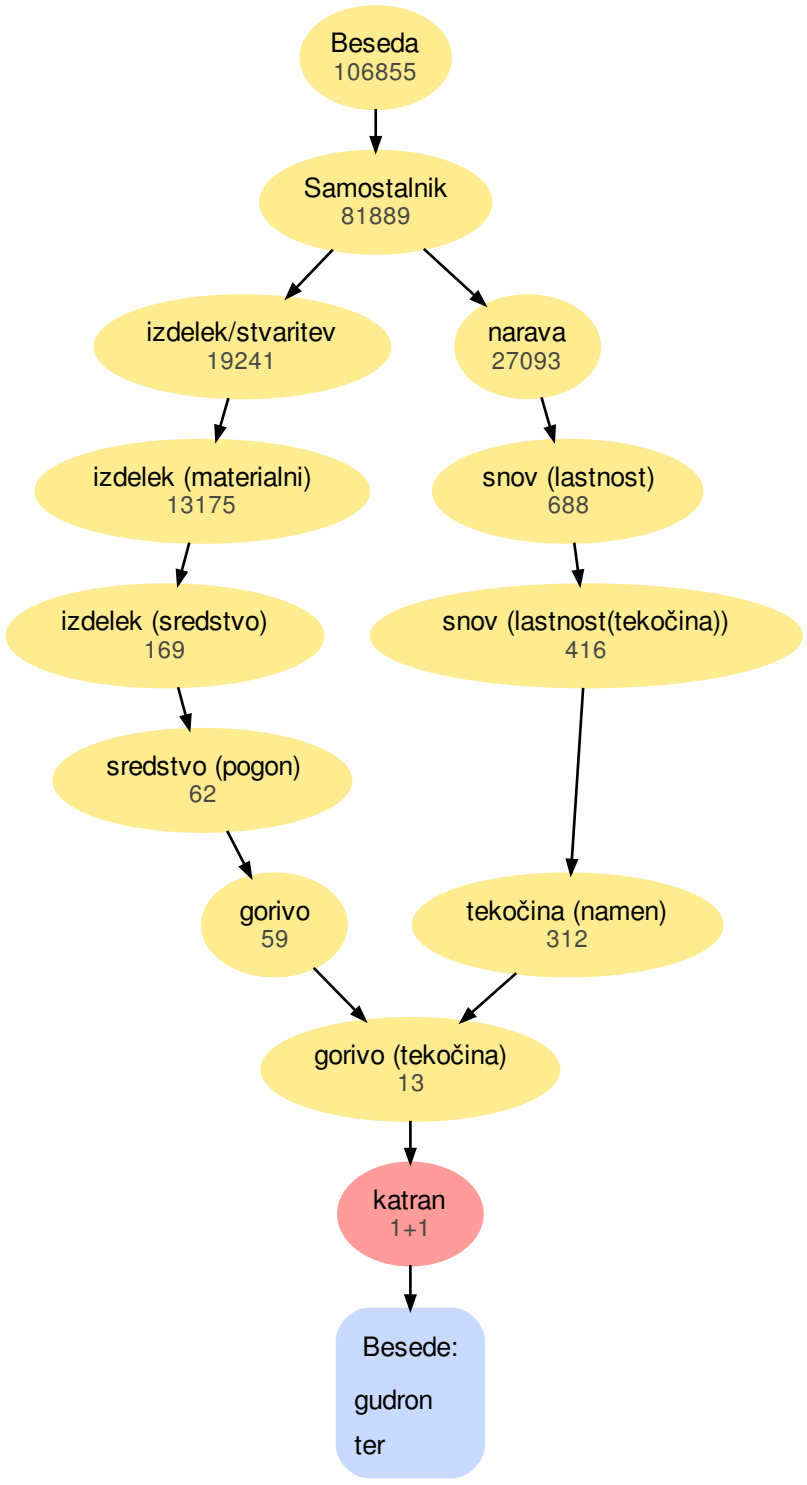 Beseda
106855
Samostalnik
81889
izdelek/stvaritev
19241
narava
27093
izdelek (materialni)
13175
snov (lastnost)
688
izdelek (sredstvo)
169
snov (lastnost(tekočina))
416
sredstvo (pogon)
62
gorivo
59
tekočina (namen)
312
gorivo (tekočina)
13
katran
1+1
Besede:
gudron
ter